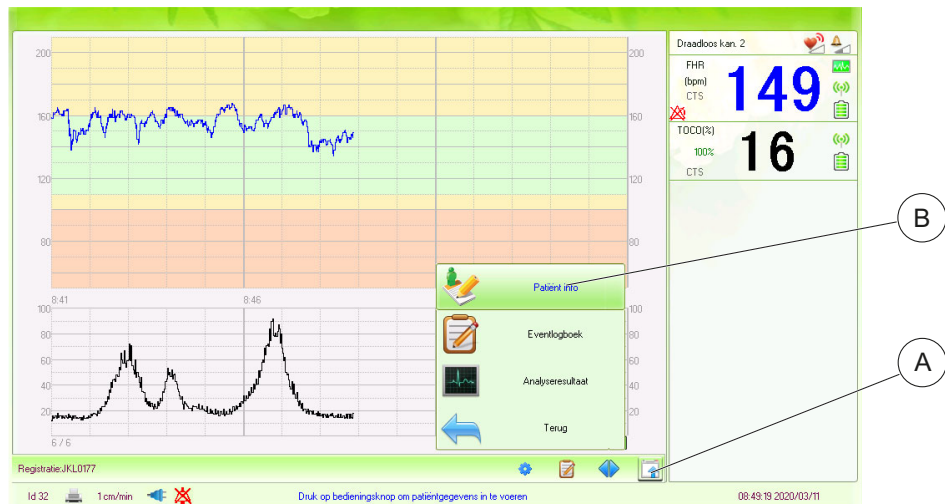 200
200
160
160
120
120
80
80
8:41
8:46
100
100
80
80
60
60
40
40
20
20
6 / 6
Draadloos kan. 2
FHR
(bpm)
CTS
149
TOCO(%)
100%
CTS
16
B
Patiënt info
Eventlogboek
Analyseresultaat
Terug
A
Registratie:JKL0177
Id 32
1 cm/min
Druk op bedieningsknop om patiëntgegevens in te voeren
08:49:19 2020/03/11